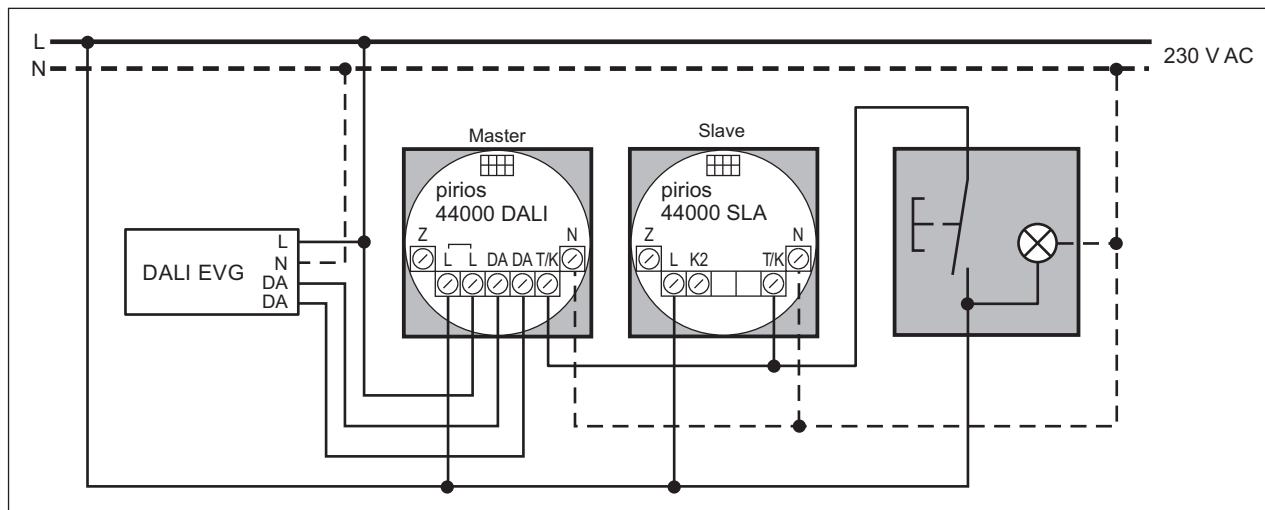 L
230 V AC
N
Master
Slave
pirios
44000 DALI
pirios
44000 SLA
Z
N
L L DA DA T/K
Z
N
L K2 T/K
DALI EVG
L
N
DA
DA